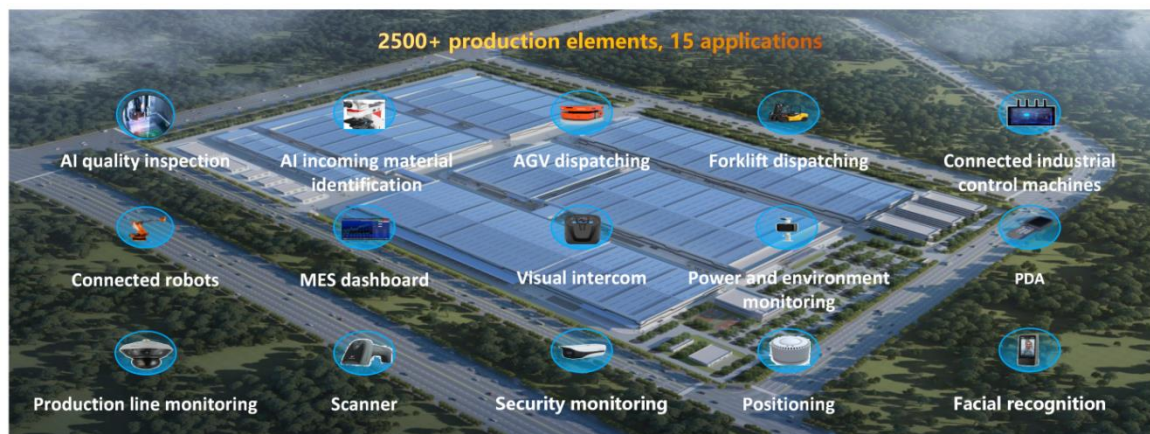 2500+ production elements, 15 applications
AI quality inspection
AI incoming material
identification
AGV dispatching
Forklift dispatching
Connected industrial
control machines
Connected robots
MES dashboard
Visual intercom
Power and environment
monitoring
PDA
Production line monitoring
Scanner
Security monitoring
Positioning
Facial recognition